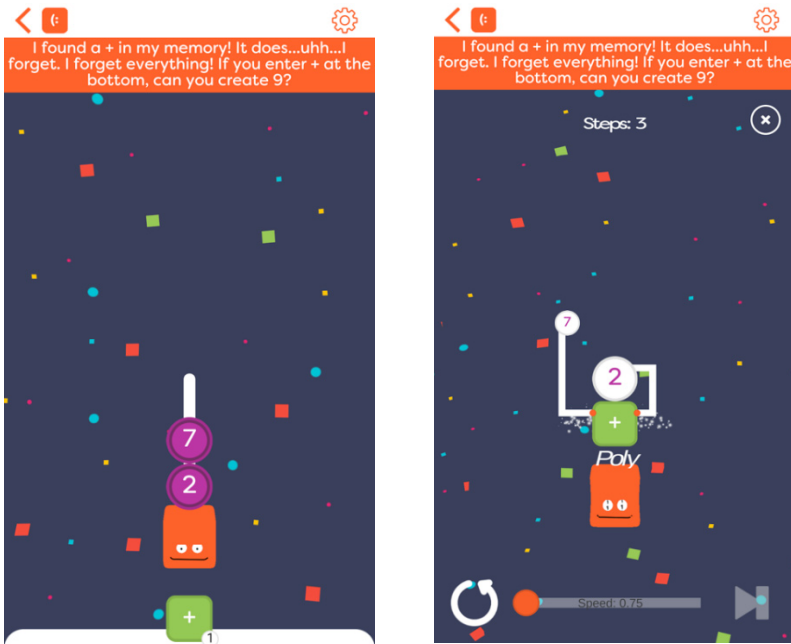 (:
I found a + in my memory! It does...uhh...I
forget. I forget everything! If you enter + at the
bottom, can you create 9?
7
2
+
1
(:
I found a + in my memory! It does...uhh...I
forget. I forget everything! If you enter + at the
bottom, can you create 9?
Steps: 3
7
2
+
Poly
Speed: 0.75